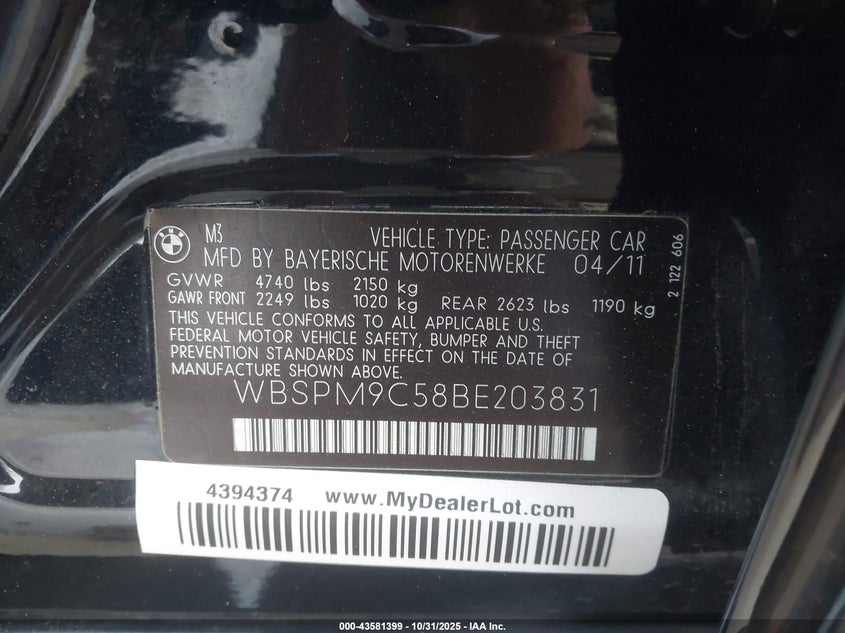 BMW
M3 VEHICLE TYPE: PASSENGER CAR
MFD BY BAYERISCHE MOTORENWERKE 04/11
GVWR 4740 lbs 2150 kg
GAWR FRONT 2249 lbs 1020 kg REAR 2623 lbs 1190 kg
THIS VEHICLE CONFORMS TO ALL APPLICABLE U.S.
FEDERAL MOTOR VEHICLE SAFETY, BUMPER AND THEFT
PREVENTION STANDARDS IN EFFECT ON THE DATE OF
MANUFACTURE SHOWN ABOVE.
WBSPM9C58BE203831
2 122 606
4394374 www.MyDealerLot.com
000-43581399 - 10/31/2025 - IAA Inc.